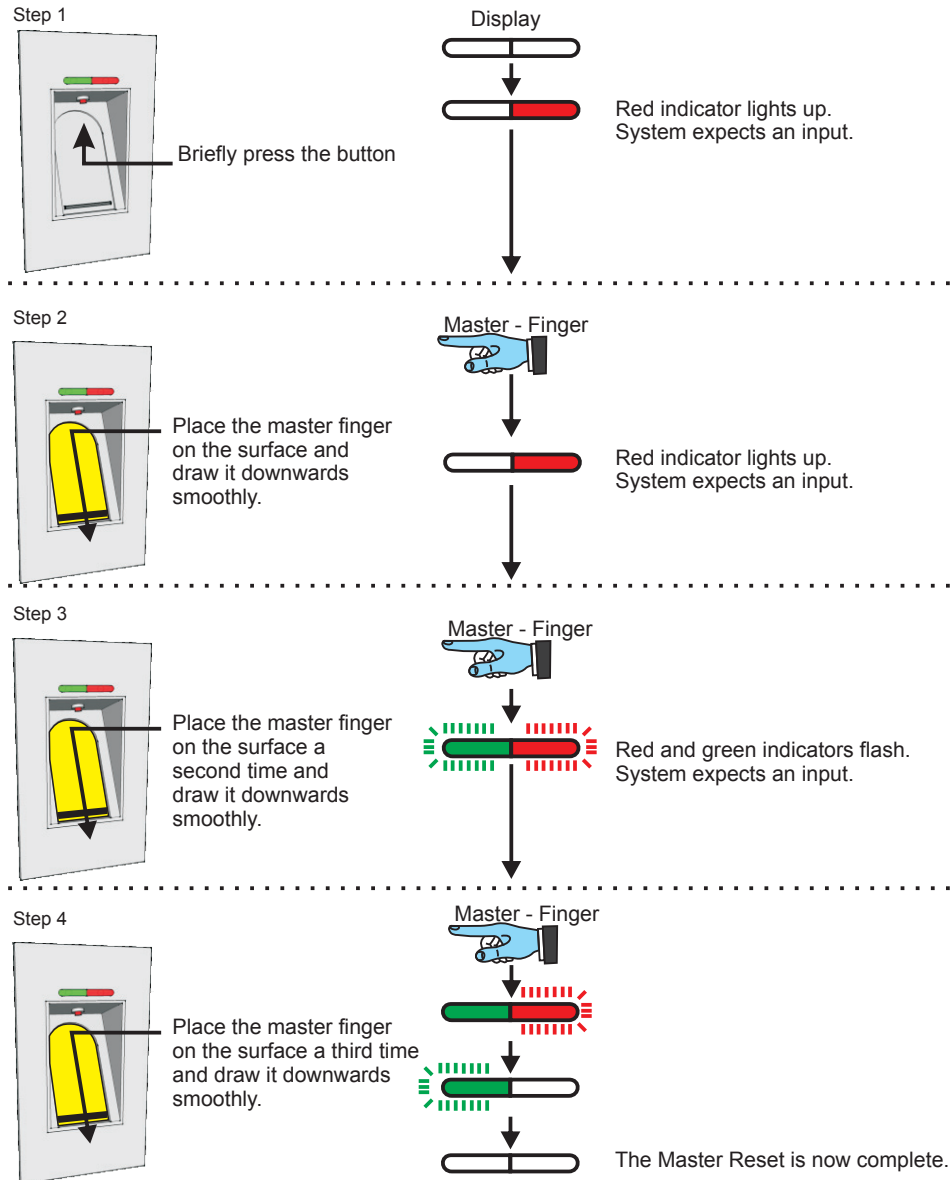 Step 1
Display
Briefly press the button
Red indicator lights up.
System expects an input.
Step 2
Master - Finger
Place the master finger
on the surface and
draw it downwards
smoothly.
Red indicator lights up.
System expects an input.
Step 3
Master - Finger
Place the master finger
on the surface a
second time and
draw it downwards
smoothly.
Red and green indicators flash.
System expects an input.
Step 4
Master - Finger
Place the master finger
on the surface a third time
and draw it downwards
smoothly.
The Master Reset is now complete.